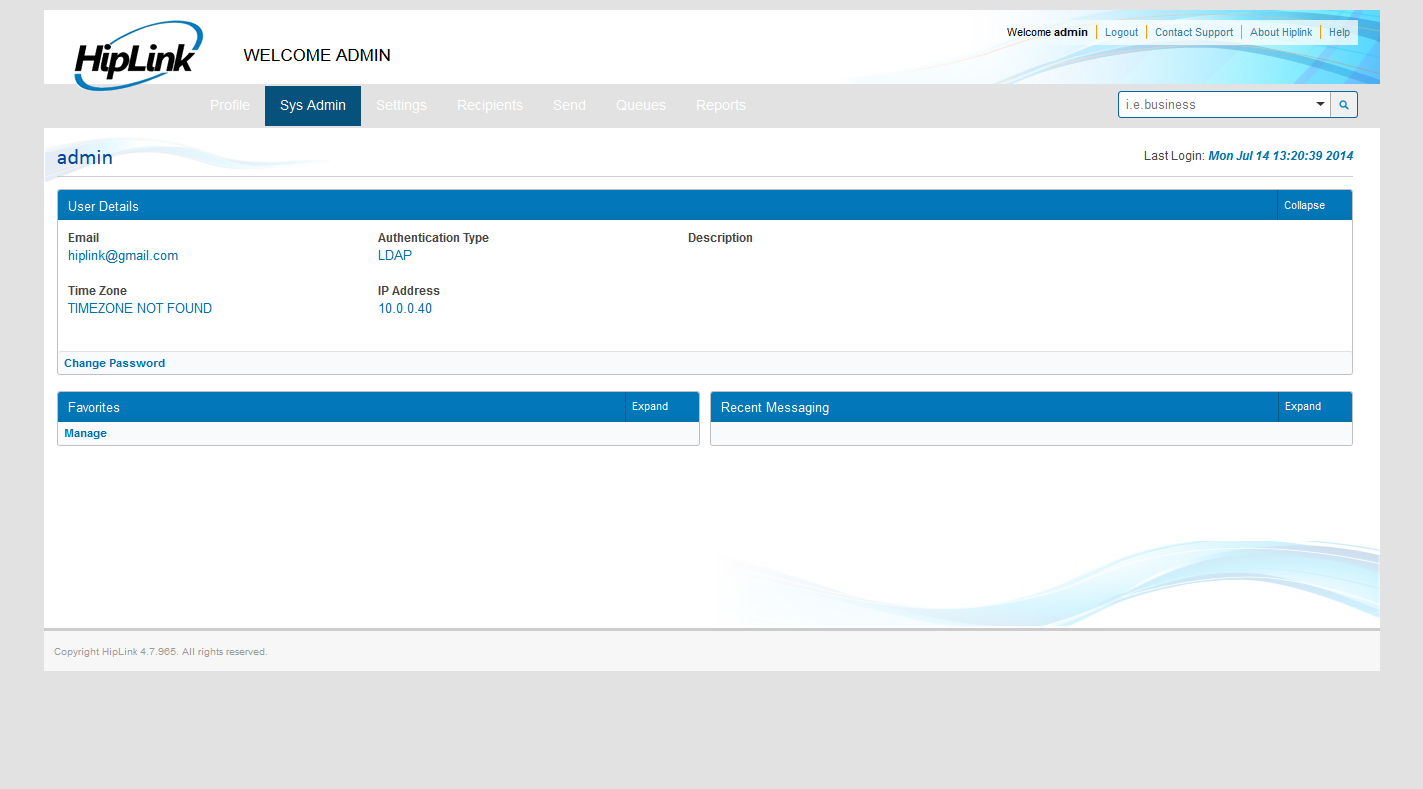 HipLink
WELCOME ADMIN
Welcome admin Logout Contact Support About Hiplink Help
Profile Sys Admin Settings Recipients Send Queues Reports
i.e.business
admin
Last Login: Mon Jul 14 13:20:39 2014
User Details Collapse
Email Authentication Type Description
hiplink@gmail.com LDAP
Time Zone IP Address
TIMEZONE NOT FOUND 10.0.0.40
Change Password
Favorites Expand Recent Messaging Expand
Manage
Copyright HipLink 4.7.965. All rights reserved.